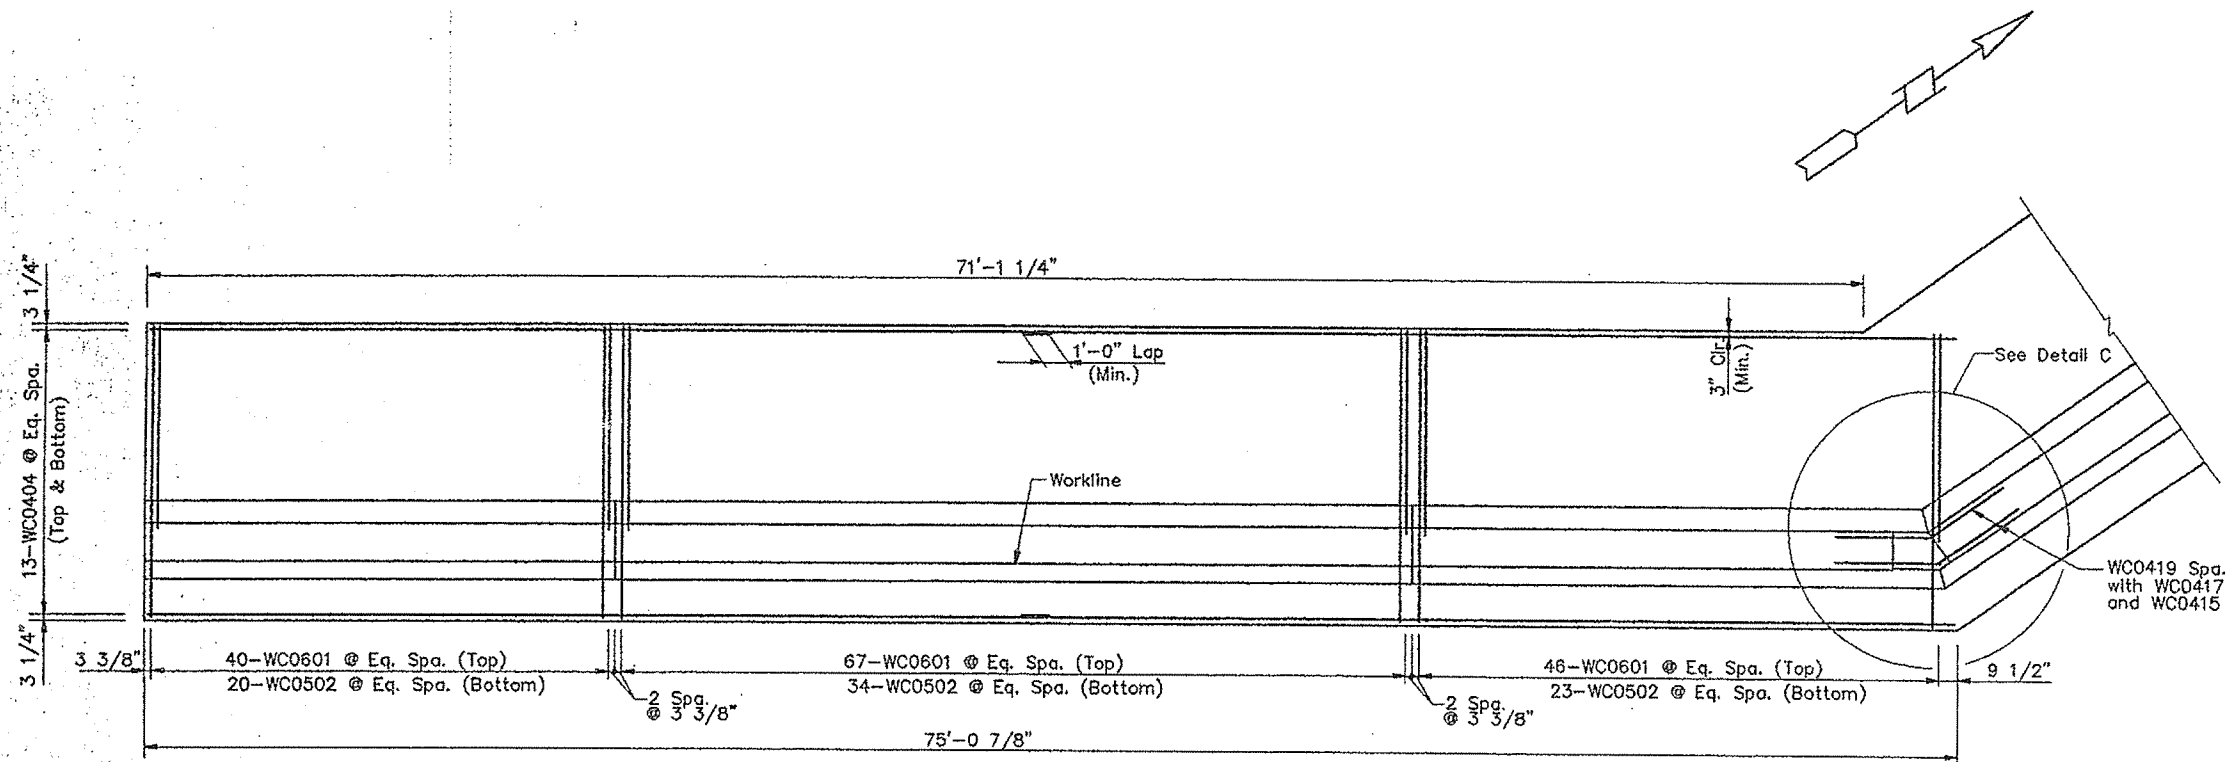 71'-1 1/4"
3 1/4"
13-WC0404 @ Eq. Spa.
(Top & Bottom)
3 1/4"
1'-0" Lap
(Min.)
3" Clr.
(Min.)
See Detail C
Workline
WC0419 Spa.
with WC0417
and WC0415
3 3/8"
40-WC0601 @ Eq. Spa. (Top)
20-WC0502 @ Eq. Spa. (Bottom)
2 Spa.
@ 3 3/8"
67-WC0601 @ Eq. Spa. (Top)
34-WC0502 @ Eq. Spa. (Bottom)
2 Spa.
@ 3 3/8"
46-WC0601 @ Eq. Spa. (Top)
23-WC0502 @ Eq. Spa. (Bottom)
9 1/2"
75'-0 7/8"